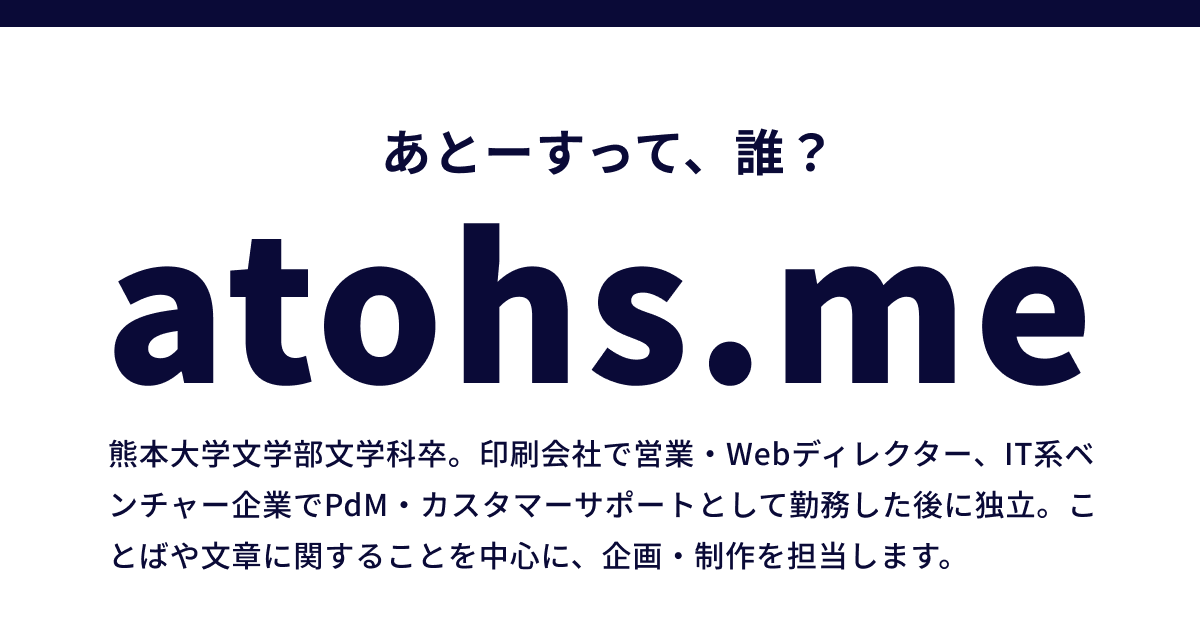 あとーすって、誰？
atohs.me
熊本大学文学部文学科卒。印刷会社で営業・Webディレクター、IT系ベ
ンチャー企業でPdM・カスタマーサポートとして勤務した後に独立。こ
とばや文章に関することを中心に、企画・制作を担当します。